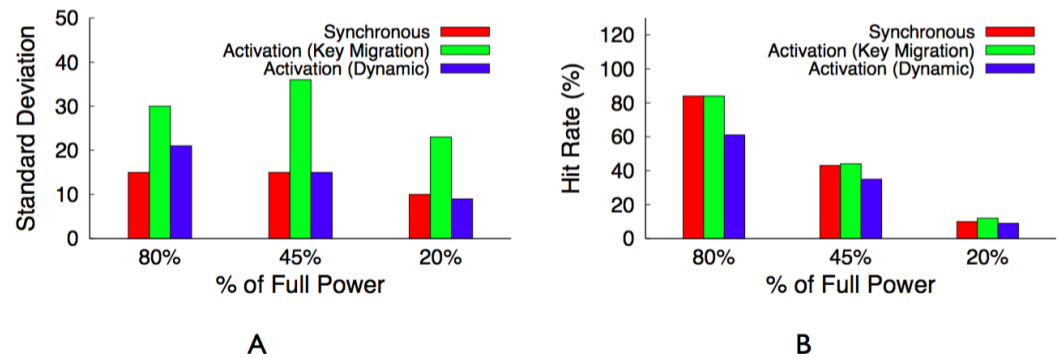 50
40
30
20
10
0
Standard Deviation
Synchronous
Activation (Key Migration)
Activation (Dynamic)
80% 45% 20%
% of Full Power
A
120
100
80
60
40
20
0
Hit Rate (%)
Synchronous
Activation (Key Migration)
Activation (Dynamic)
80% 45% 20%
% of Full Power
B